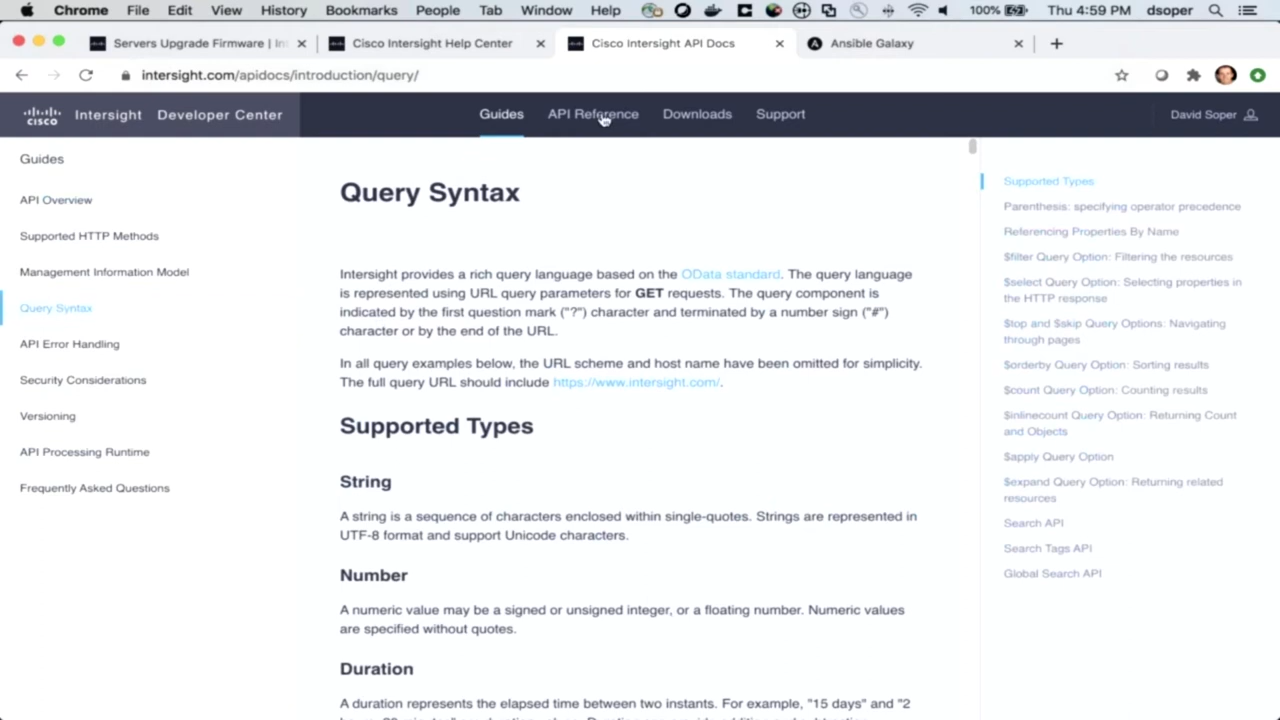 Chrome File Edit View History Bookmarks People Tab Window Help 100% Thu 4:59 PM dsoper
Servers Upgrade Firmware | In
Cisco Intersight Help Center
Cisco Intersight API Docs
Ansible Galaxy
intersight.com/apidocs/introduction/query/
CISCO Intersight Developer Center
Guides API Reference Downloads Support
David Soper
Guides
API Overview
Supported HTTP Methods
Management Information Model
Query Syntax
API Error Handling
Security Considerations
Versioning
API Processing Runtime
Frequently Asked Questions
Query Syntax
Intersight provides a rich query language based on the OData standard. The query language
is represented using URL query parameters for GET requests. The query component is
indicated by the first question mark ("?") character and terminated by a number sign ("#")
character or by the end of the URL.
In all query examples below, the URL scheme and host name have been omitted for simplicity.
The full query URL should include https://www.intersight.com/.
Supported Types
String
A string is a sequence of characters enclosed within single-quotes. Strings are represented in
UTF-8 format and support Unicode characters.
Number
A numeric value may be a signed or unsigned integer, or a floating number. Numeric values
are specified without quotes.
Duration
A duration represents the elapsed time between two instants. For example, "15 days" and "2
Supported Types
Parenthesis: specifying operator precedence
Referencing Properties By Name
$filter Query Option: Filtering the resources
$select Query Option: Selecting properties in
the HTTP response
$top and $skip Query Options: Navigating
through pages
$orderby Query Option: Sorting results
$count Query Option: Counting results
$inlinecount Query Option: Returning Count
and Objects
$apply Query Option
$expand Query Option: Returning related
resources
Search API
Search Tags API
Global Search API